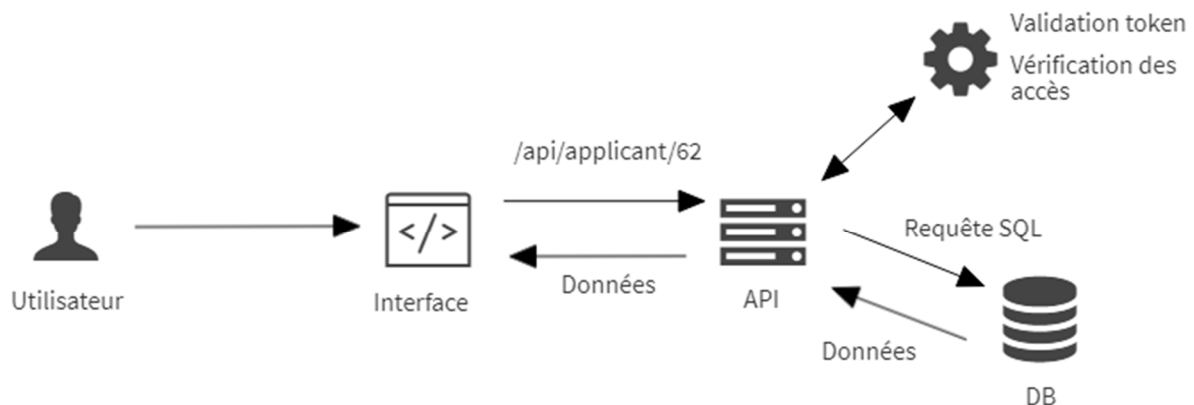 Validation token
Vérification des
accès
/api/applicant/62
</>
Requête SQL
Utilisateur
Interface
Données
API
Données
DB